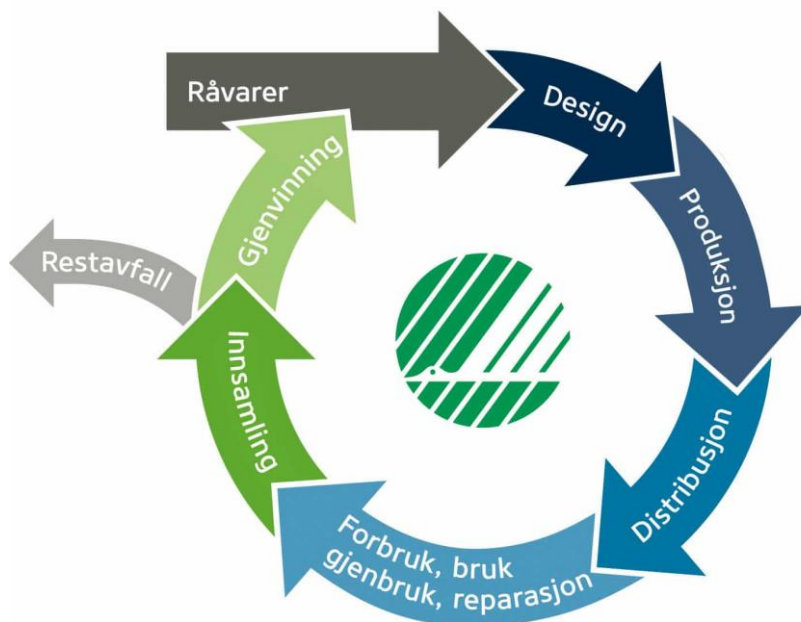 Råvarer
Design
Produksjon
Distribusjon
Forbruk, bruk
gjenbruk, reparasjon
Innsamling
Gjenvinning
Restavfall